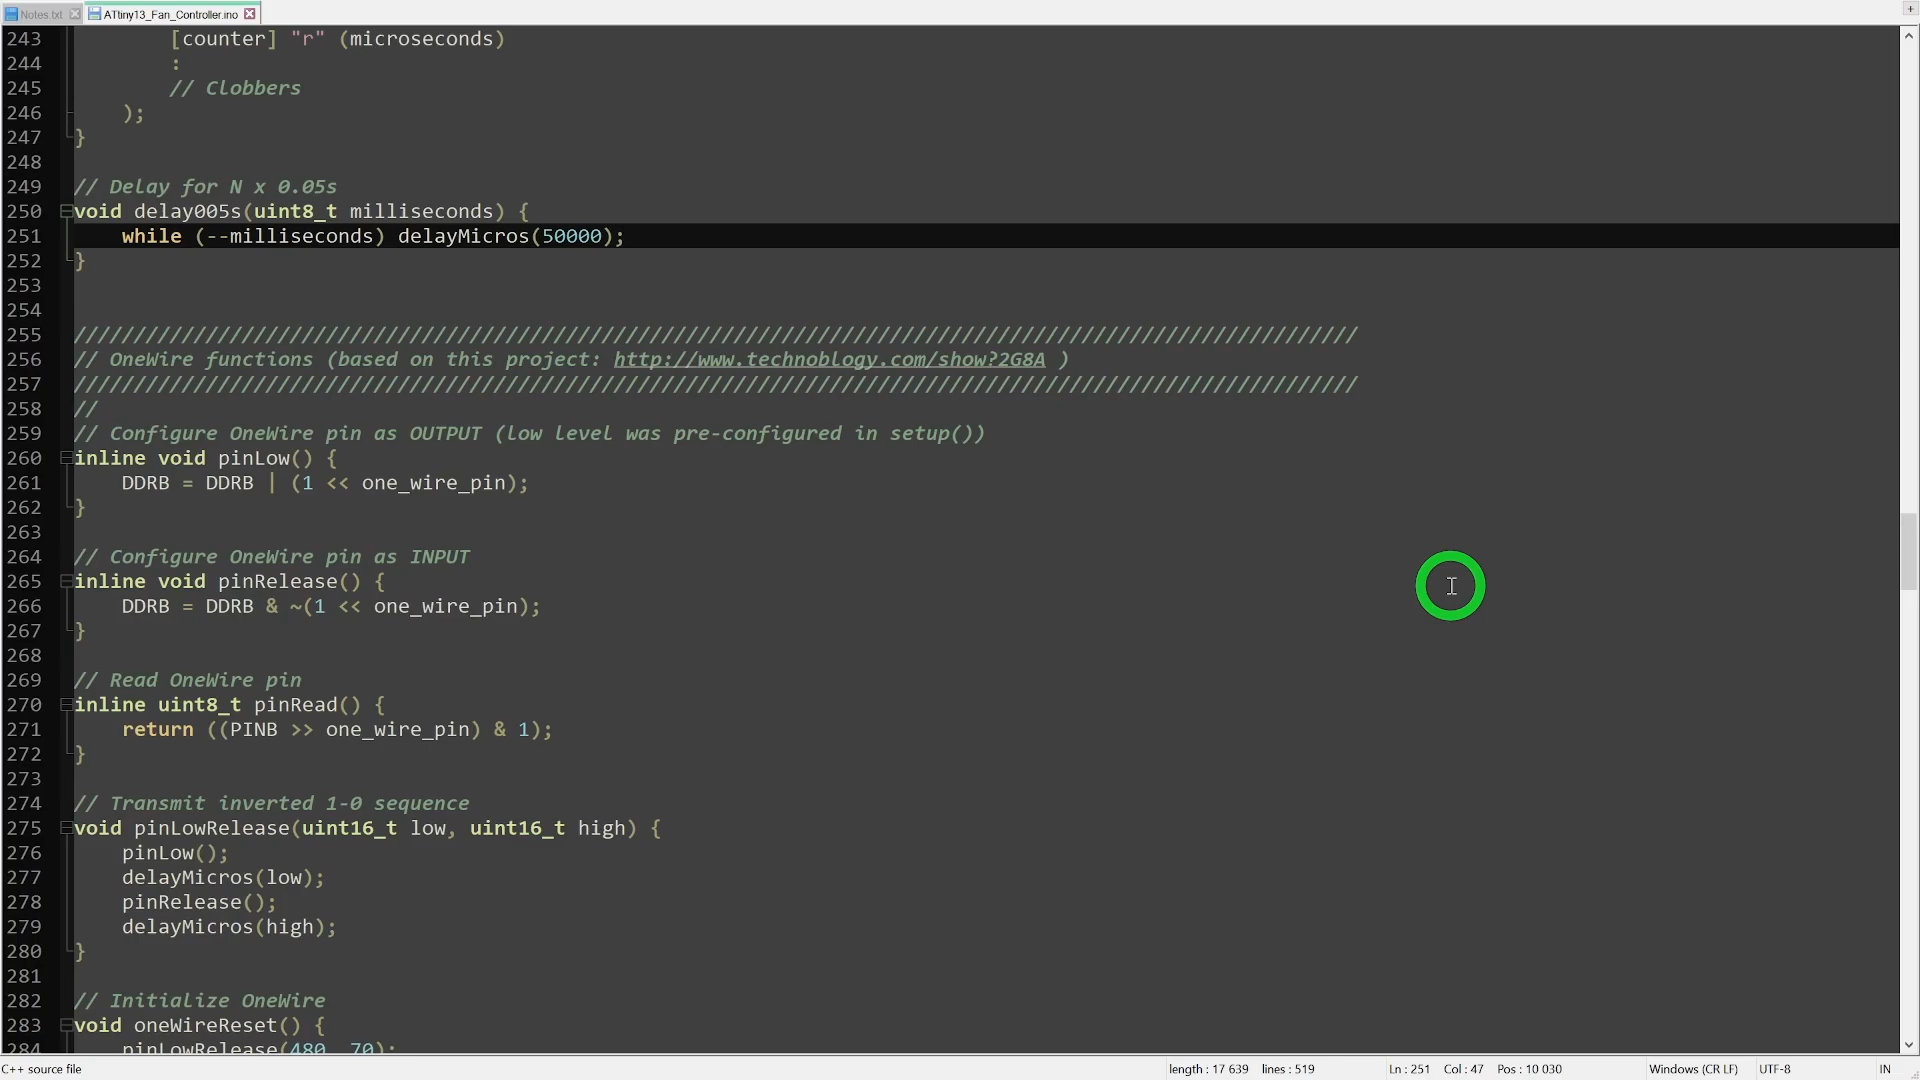 Notes.txt ATtiny13_Fan_Controller.ino
243 [counter] "r" (microseconds)
244 :
245 // Clobbers
246 );
247 }
248
249 // Delay for N x 0.05s
250 void delay005s(uint8_t milliseconds) {
251 while (--milliseconds) delayMicros(50000);
252 }
253
254
255 ///////////////////////////////////////////////////////////////////////////////////////////////////////////
256 // OneWire functions (based on this project: http://www.technoblogy.com/show?2G8A )
257 ///////////////////////////////////////////////////////////////////////////////////////////////////////////
258 //
259 // Configure OneWire pin as OUTPUT (low level was pre-configured in setup())
260 inline void pinLow() {
261 DDRB = DDRB | (1 << one_wire_pin);
262 }
263
264 // Configure OneWire pin as INPUT
265 inline void pinRelease() {
266 DDRB = DDRB & ~(1 << one_wire_pin);
267 }
268
269 // Read OneWire pin
270 inline uint8_t pinRead() {
271 return ((PINB >> one_wire_pin) & 1);
272 }
273
274 // Transmit inverted 1-0 sequence
275 void pinLowRelease(uint16_t low, uint16_t high) {
276 pinLow();
277 delayMicros(low);
278 pinRelease();
279 delayMicros(high);
280 }
281
282 // Initialize OneWire
283 void oneWireReset() {
284 pinLowRelease(480, 70);
C++ source file length : 17 639 lines : 519 Ln : 251 Col : 47 Pos : 10 030 Windows (CR LF) UTF-8 IN